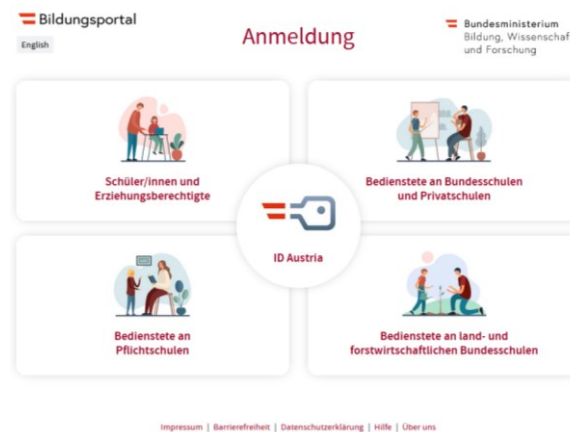 Bildungsportal
English
Anmeldung
Bundesministerium
Bildung, Wissenschaf
und Forschung
Schüler/innen und
Erziehungsberechtigte
Bedienstete an Bundesschulen
und Privatschulen
ID Austria
Bedienstete an
Pflichtschulen
Bedienstete an land- und
forstwirtschaftlichen Bundesschulen
Impressum | Barrierefreiheit | Datenschutzerklärung | Hilfe | Über uns